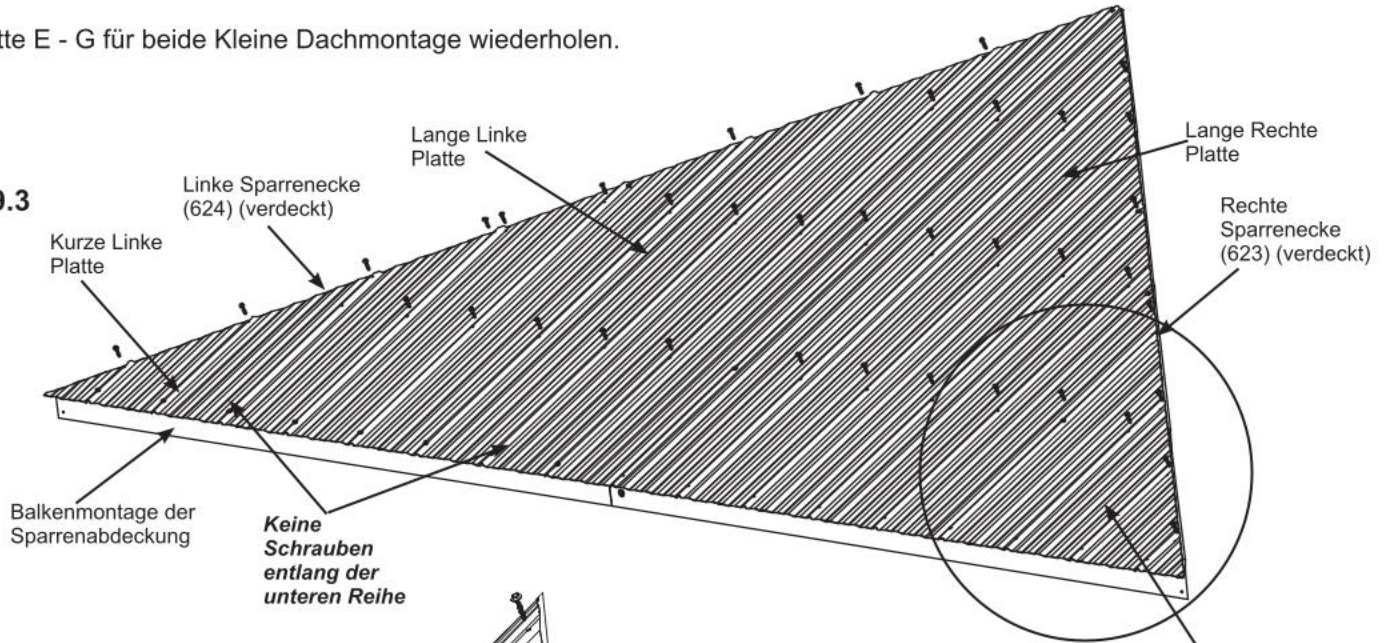 E - G für beide Kleine Dachmontage wiederholen.
Lange Linke
Platte
Lange Rechte
Platte
Linke Sparrenecke
(624) (verdeckt)
Rechte
Sparrenecke
(623) (verdeckt)
Kurze Linke
Platte
Balkenmontage der
Sparrenabdeckung
Keine
Schrauben
entlang der
unteren Reihe